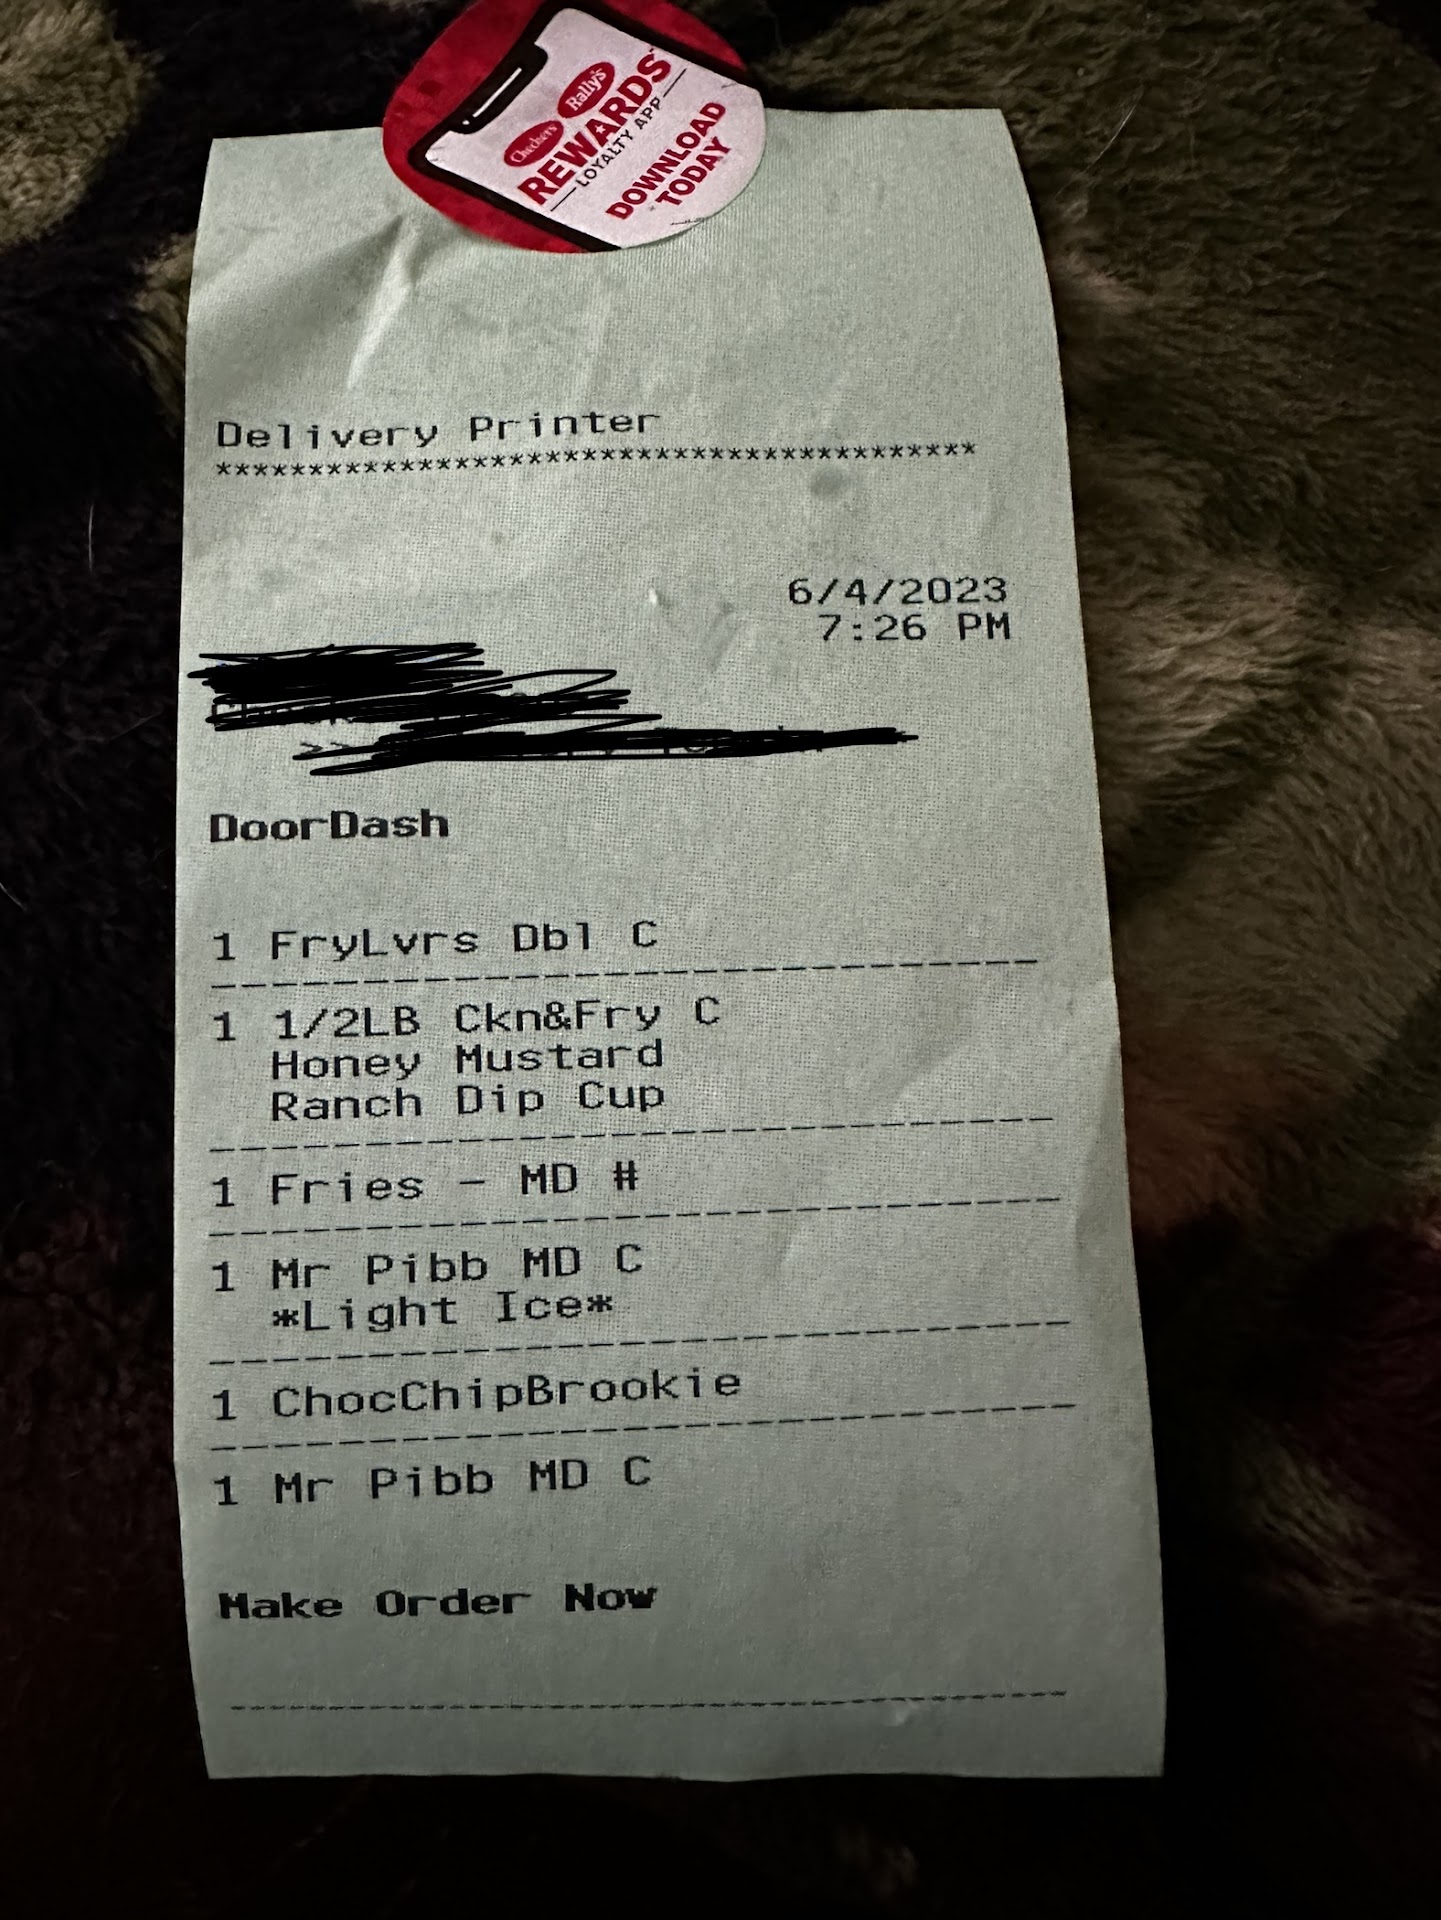 Checkers Rally's
REWARDS
LOYALTY APP
DOWNLOAD
TODAY
Delivery Printer
******************************************
6/4/2023
7:26 PM
>>
DoorDash
1 FryLvrs Dbl C
1 1/2LB Ckn&Fry C
Honey Mustard
Ranch Dip Cup
1 Fries - MD #
1 Mr Pibb MD C
*Light Ice*
1 ChocChipBrookie
1 Mr Pibb MD C
Make Order Now